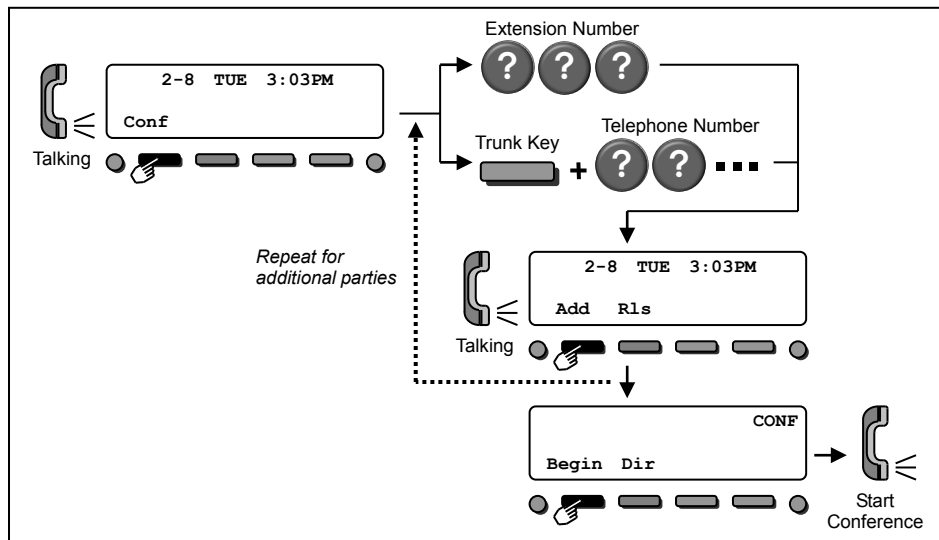 Extension Number
? ? ?
2-8 TUE 3:03PM
Conf
Talking
Trunk Key
+
Telephone Number
? ?
Repeat for
additional parties
2-8 TUE 3:03PM
Add Rls
Talking
CONF
Begin Dir
Start
Conference